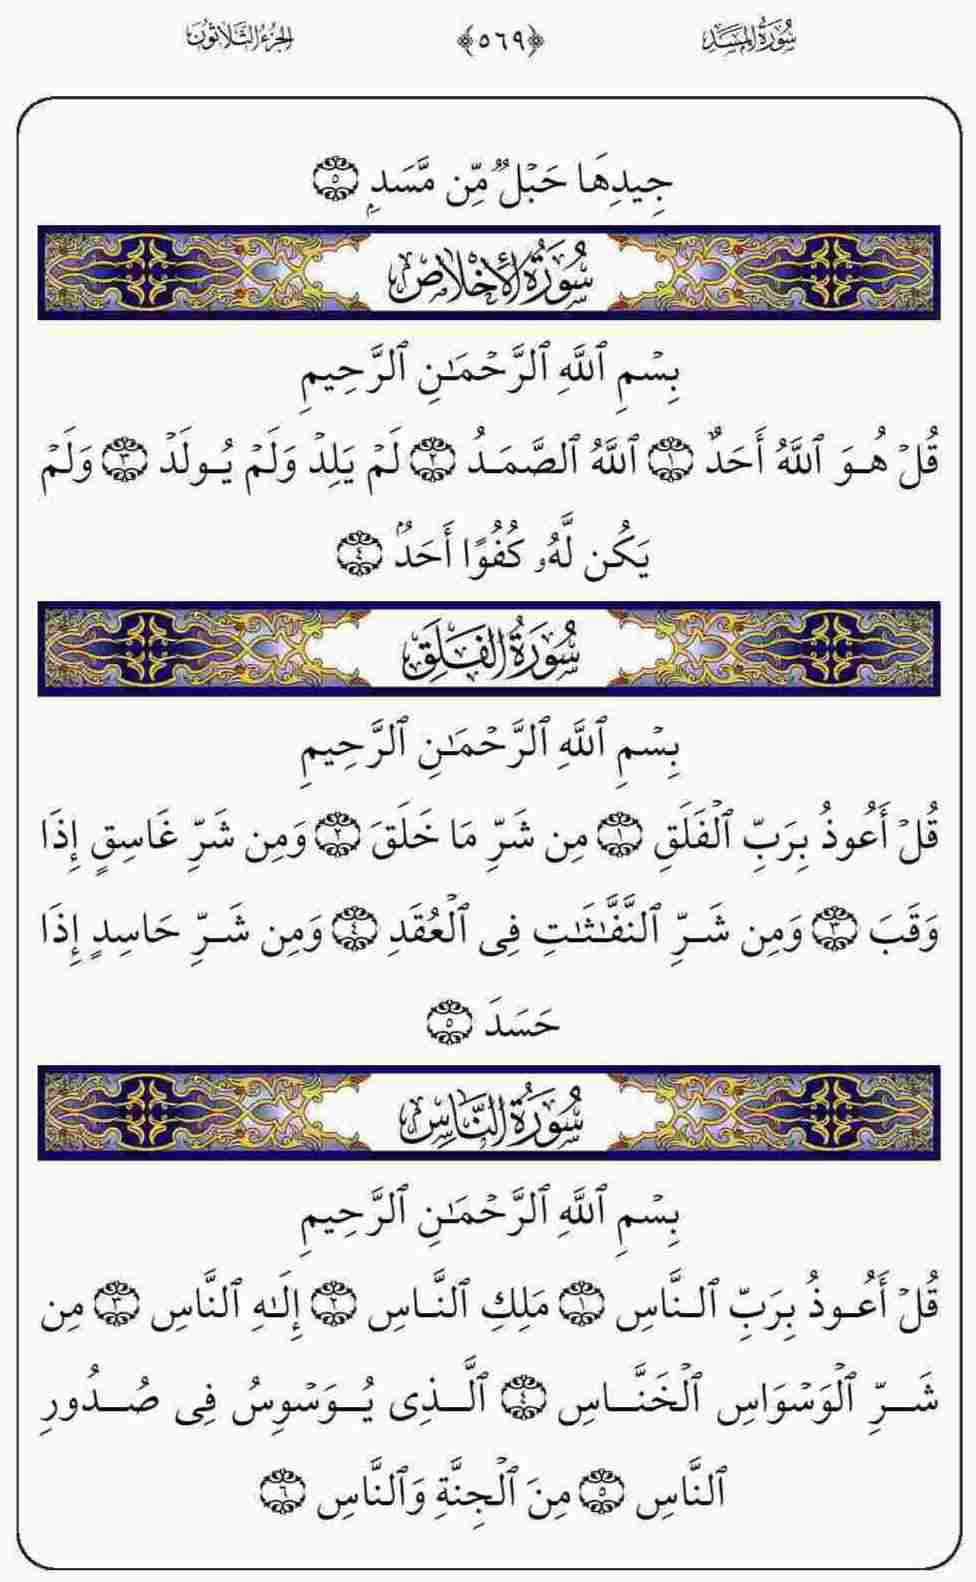 سُورَةُ المَسَدِ ﴿٥٦٩﴾ الجزءُ الثَّلَاثُونَ
جِيدِهَا حَبۡلٞ مِّن مَّسَدِۭ ٥
سُورَةُ الإِخْلَاصِ
بِسۡمِ ٱللَّهِ ٱلرَّحۡمَـٰنِ ٱلرَّحِيمِ
قُلۡ هُوَ ٱللَّهُ أَحَدٌ ١ ٱللَّهُ ٱلصَّمَدُ ٢ لَمۡ يَلِدۡ وَلَمۡ يُولَدۡ ٣ وَلَمۡ
يَكُن لَّهُۥ كُفُوًا أَحَدُۢ ٤
سُورَةُ الفَلَقِ
بِسۡمِ ٱللَّهِ ٱلرَّحۡمَـٰنِ ٱلرَّحِيمِ
قُلۡ أَعُوذُ بِرَبِّ ٱلۡفَلَقِ ١ مِن شَرِّ مَا خَلَقَ ٢ وَمِن شَرِّ غَاسِقٍ إِذَا
وَقَبَ ٣ وَمِن شَرِّ ٱلنَّفَّـٰثَـٰتِ فِى ٱلۡعُقَدِ ٤ وَمِن شَرِّ حَاسِدٍ إِذَا
حَسَدَ ٥
سُورَةُ النَّاسِ
بِسۡمِ ٱللَّهِ ٱلرَّحۡمَـٰنِ ٱلرَّحِيمِ
قُلۡ أَعُوذُ بِرَبِّ ٱلنَّاسِ ١ مَلِكِ ٱلنَّاسِ ٢ إِلَـٰهِ ٱلنَّاسِ ٣ مِن
شَرِّ ٱلۡوَسۡوَاسِ ٱلۡخَنَّاسِ ٤ ٱلَّذِى يُوَسۡوِسُ فِى صُدُورِ
ٱلنَّاسِ ٥ مِنَ ٱلۡجِنَّةِ وَٱلنَّاسِ ٦